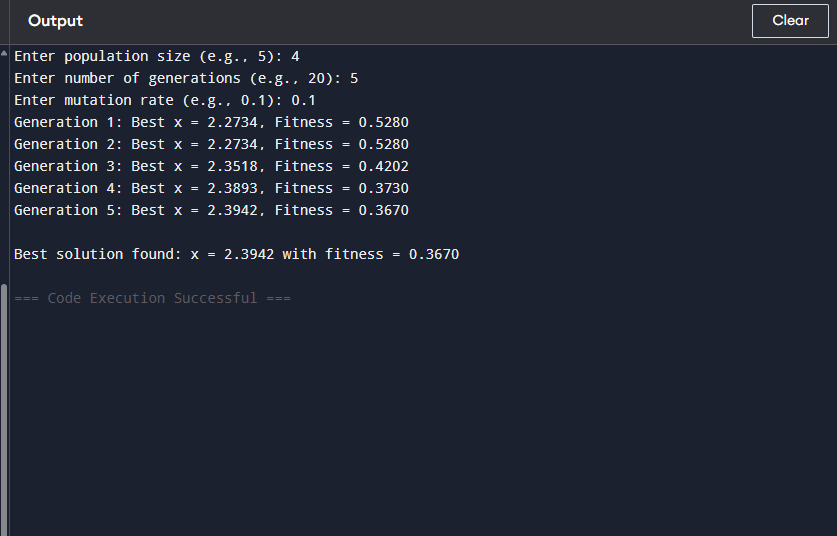 Output
Clear
Enter population size (e.g., 5): 4
Enter number of generations (e.g., 20): 5
Enter mutation rate (e.g., 0.1): 0.1
Generation 1: Best x = 2.2734, Fitness = 0.5280
Generation 2: Best x = 2.2734, Fitness = 0.5280
Generation 3: Best x = 2.3518, Fitness = 0.4202
Generation 4: Best x = 2.3893, Fitness = 0.3730
Generation 5: Best x = 2.3942, Fitness = 0.3670
Best solution found: x = 2.3942 with fitness = 0.3670
=== Code Execution Successful ===